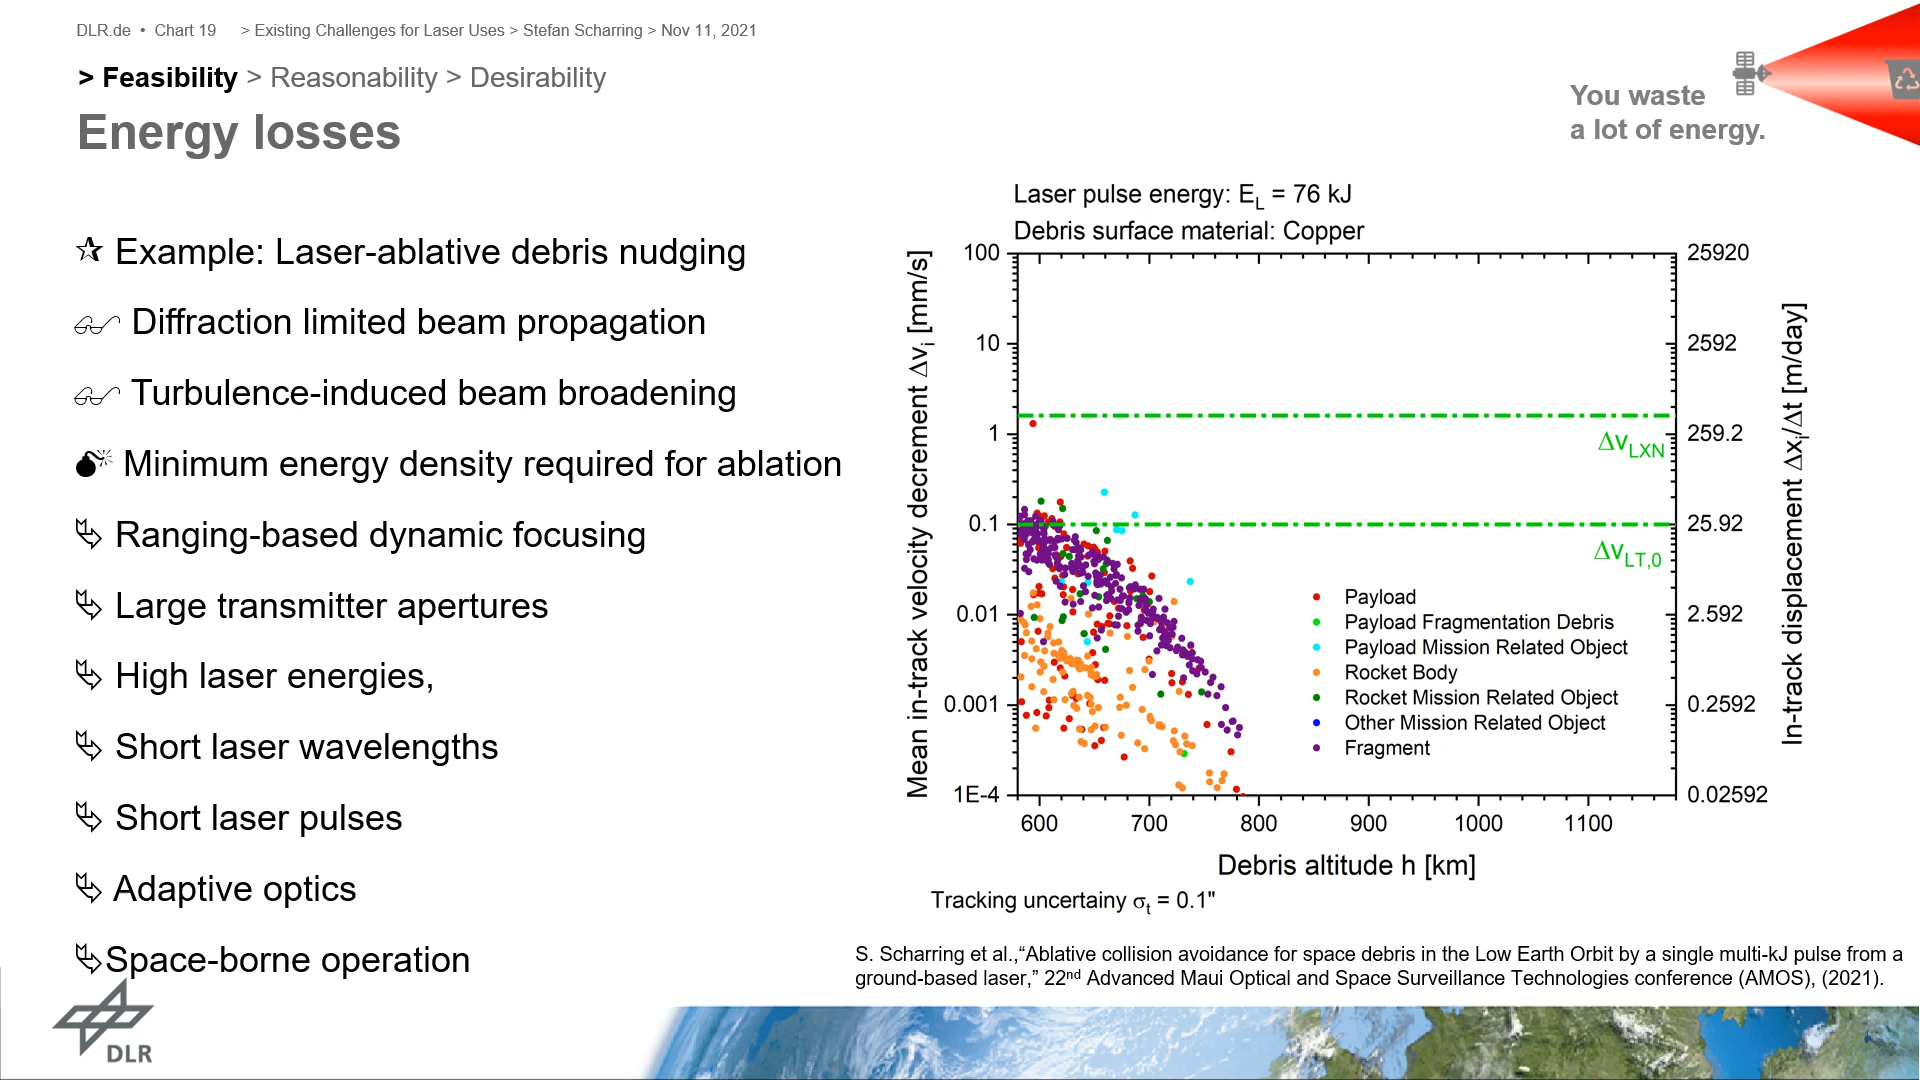 DLR.de • Chart 19 > Existing Challenges for Laser Uses > Stefan Scharring > Nov 11, 2021
> Feasibility > Reasonability > Desirability
Energy losses
You waste
a lot of energy.
Example: Laser-ablative debris nudging
Diffraction limited beam propagation
Turbulence-induced beam broadening
Minimum energy density required for ablation
Ranging-based dynamic focusing
Large transmitter apertures
High laser energies,
Short laser wavelengths
Short laser pulses
Adaptive optics
Space-borne operation
Laser pulse energy: E_L = 76 kJ
Debris surface material: Copper
Mean in-track velocity decrement Δv_i [mm/s]
100
10
1
0.1
0.01
0.001
1E-4
25920
2592
259.2
25.92
2.592
0.2592
0.02592
In-track displacement Δx_i/Δt [m/day]
Δv_LXN
Δv_LT,0
Payload
Payload Fragmentation Debris
Payload Mission Related Object
Rocket Body
Rocket Mission Related Object
Other Mission Related Object
Fragment
600 700 800 900 1000 1100
Debris altitude h [km]
Tracking uncertainy σ_t = 0.1"
S. Scharring et al.,“Ablative collision avoidance for space debris in the Low Earth Orbit by a single multi-kJ pulse from a
ground-based laser,” 22nd Advanced Maui Optical and Space Surveillance Technologies conference (AMOS), (2021).
DLR